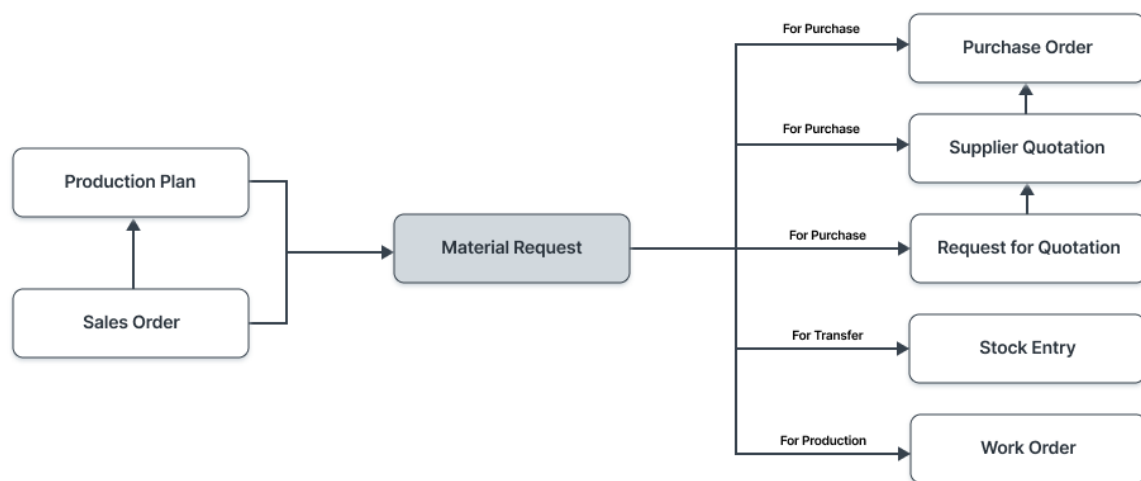 For Purchase
Purchase Order
For Purchase
Supplier Quotation
Production Plan
For Purchase
Material Request
Request for Quotation
Sales Order
For Transfer
Stock Entry
For Production
Work Order